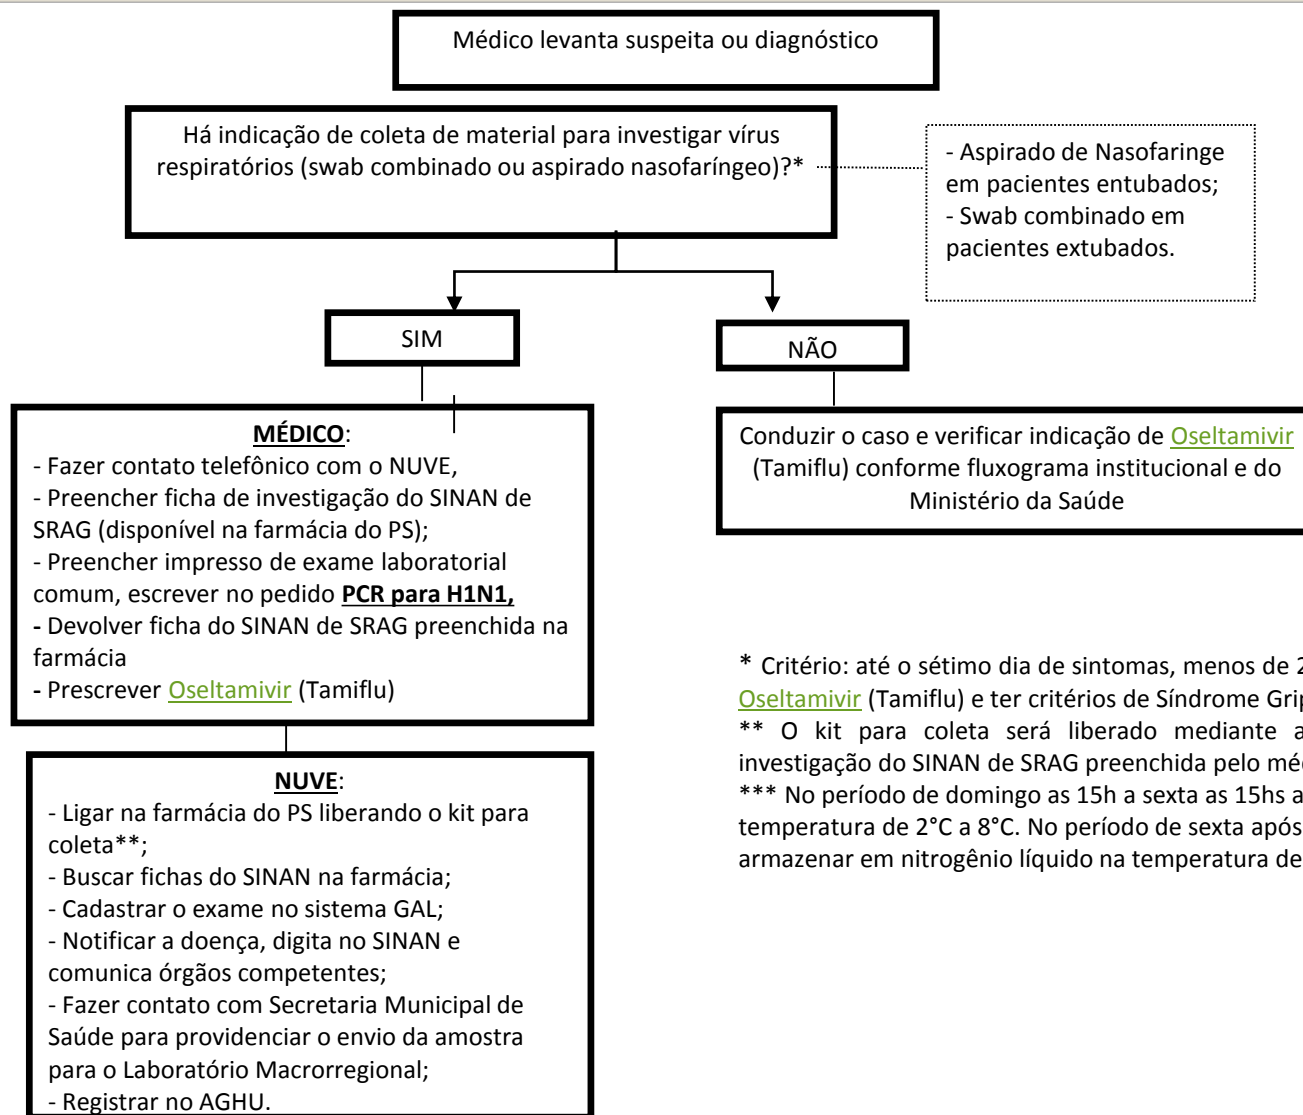 Médico levanta suspeita ou diagnóstico
Há indicação de coleta de material para investigar vírus
respiratórios (swab combinado ou aspirado nasofaríngeo)?*
- Aspirado de Nasofaringe
em pacientes entubados;
- Swab combinado em
pacientes extubados.
SIM
NÃO
MÉDICO:
- Fazer contato telefônico com o NUVE,
- Preencher ficha de investigação do SINAN de
SRAG (disponível na farmácia do PS);
- Preencher impresso de exame laboratorial
comum, escrever no pedido PCR para H1N1,
- Devolver ficha do SINAN de SRAG preenchida na
farmácia
- Prescrever Oseltamivir (Tamiflu)
Conduzir o caso e verificar indicação de Oseltamivir
(Tamiflu) conforme fluxograma institucional e do
Ministério da Saúde
NUVE:
- Ligar na farmácia do PS liberando o kit para
coleta**;
- Buscar fichas do SINAN na farmácia;
- Cadastrar o exame no sistema GAL;
- Notificar a doença, digita no SINAN e
comunica órgãos competentes;
- Fazer contato com Secretaria Municipal de
Saúde para providenciar o envio da amostra
para o Laboratório Macrorregional;
- Registrar no AGHU.
* Critério: até o sétimo dia de sintomas, menos de 2
Oseltamivir (Tamiflu) e ter critérios de Síndrome Grip
** O kit para coleta será liberado mediante a
investigação do SINAN de SRAG preenchida pelo mé
*** No período de domingo as 15h a sexta as 15hs a
temperatura de 2°C a 8°C. No período de sexta após
armazenar em nitrogênio líquido na temperatura de